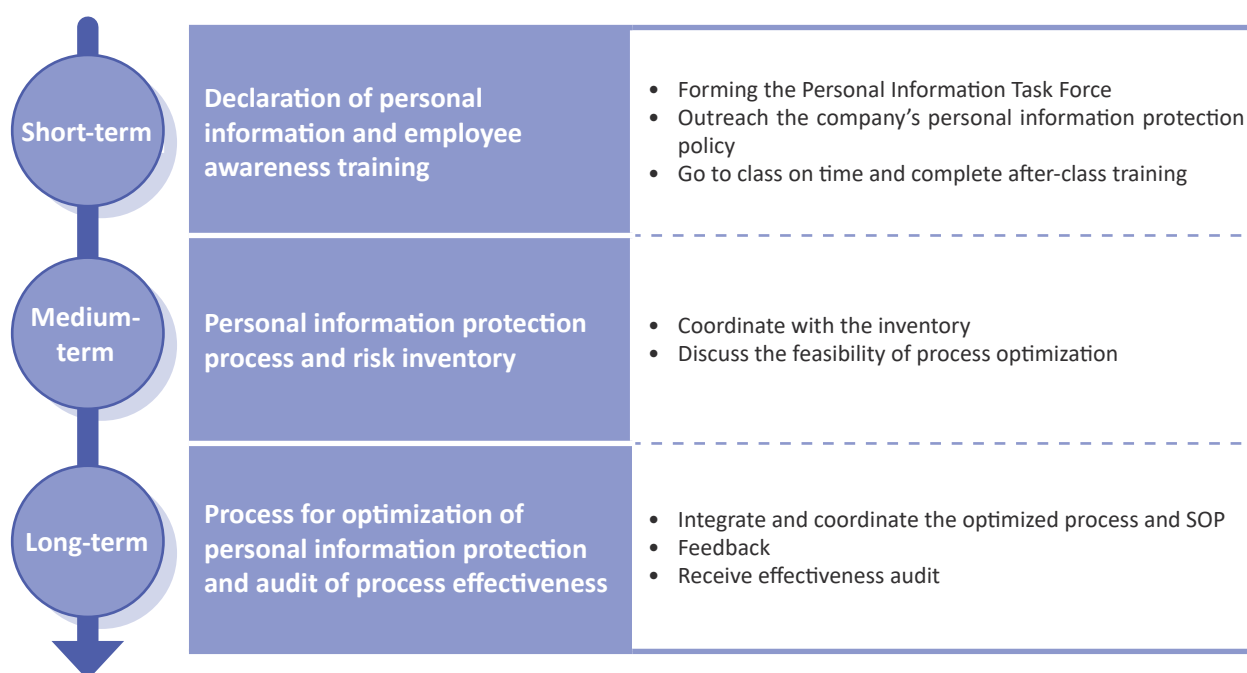 Short-term
Declaration of personal
information and employee
awareness training
• Forming the Personal Information Task Force
• Outreach the company's personal information protection
policy
• Go to class on time and complete after-class training
Medium-
term
Personal information protection
process and risk inventory
• Coordinate with the inventory
• Discuss the feasibility of process optimization
Long-term
Process for optimization of
personal information protection
and audit of process effectiveness
• Integrate and coordinate the optimized process and SOP
• Feedback
• Receive effectiveness audit